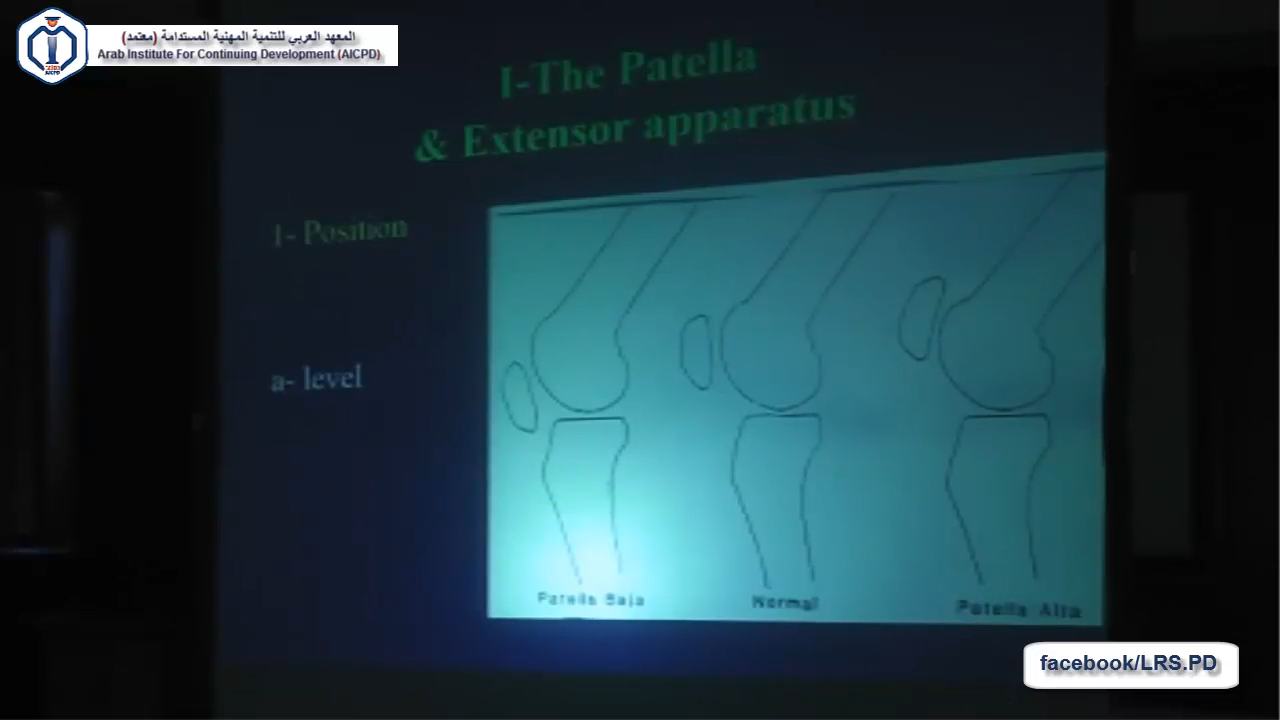 المعهد العربي للتنمية المهنية المستدامة (معتمد)
Arab Institute For Continuing Development (AICPD)
AICPD
I-The Patella
& Extensor apparatus
1- Position
a- level
Patella Baja
Normal
Patella Alta
facebook/LRS.PD